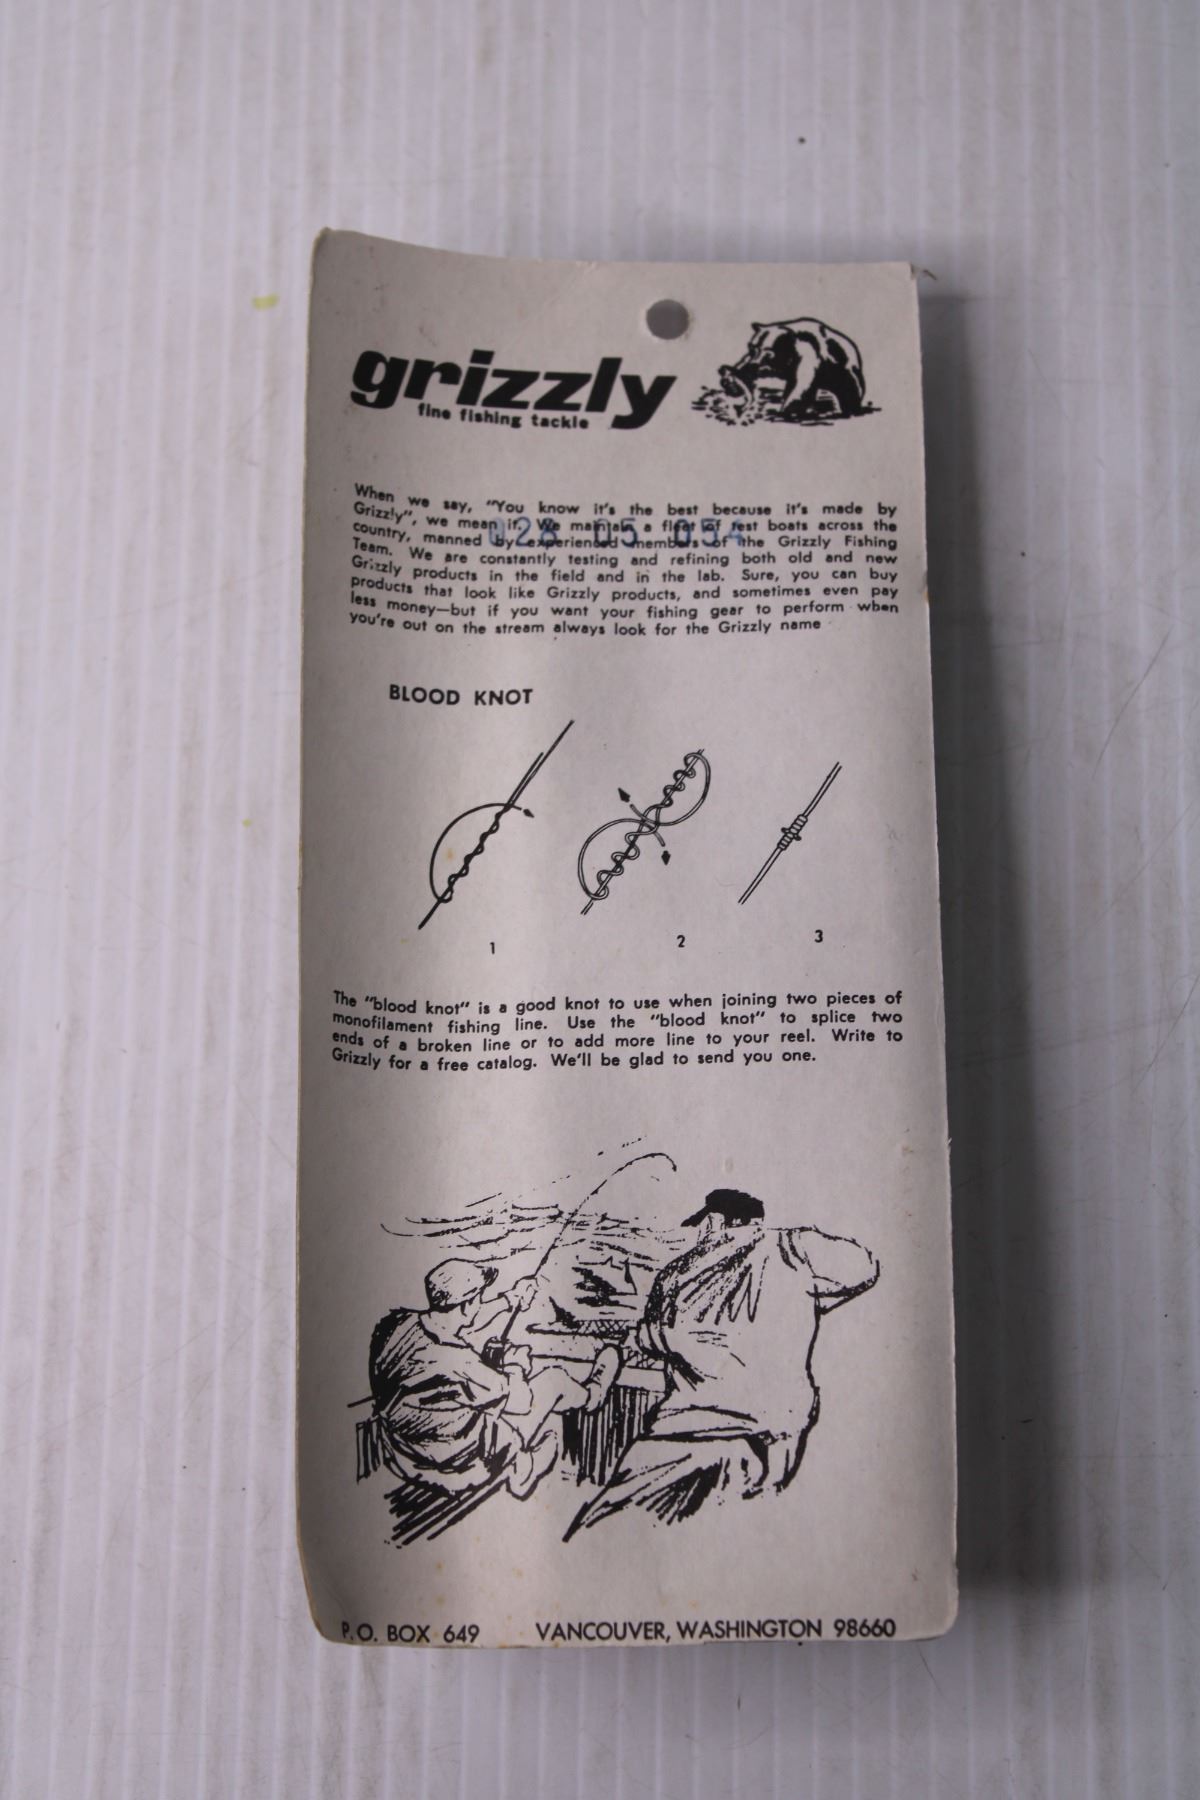 grizzly
fine fishing tackle
When we say, "You know it's the best because it's made by
Grizzly", we mean it. We maintain a fleet of test boats across the
028 05 054
country, manned by experienced members of the Grizzly Fishing
Team. We are constantly testing and refining both old and new
Grizzly products in the field and in the lab. Sure, you can buy
products that look like Grizzly products, and sometimes even pay
less money—but if you want your fishing gear to perform when
you're out on the stream always look for the Grizzly name
BLOOD KNOT
1 2 3
The "blood knot" is a good knot to use when joining two pieces of
monofilament fishing line. Use the "blood knot" to splice two
ends of a broken line or to add more line to your reel. Write to
Grizzly for a free catalog. We'll be glad to send you one.
P.O. BOX 649 VANCOUVER, WASHINGTON 98660